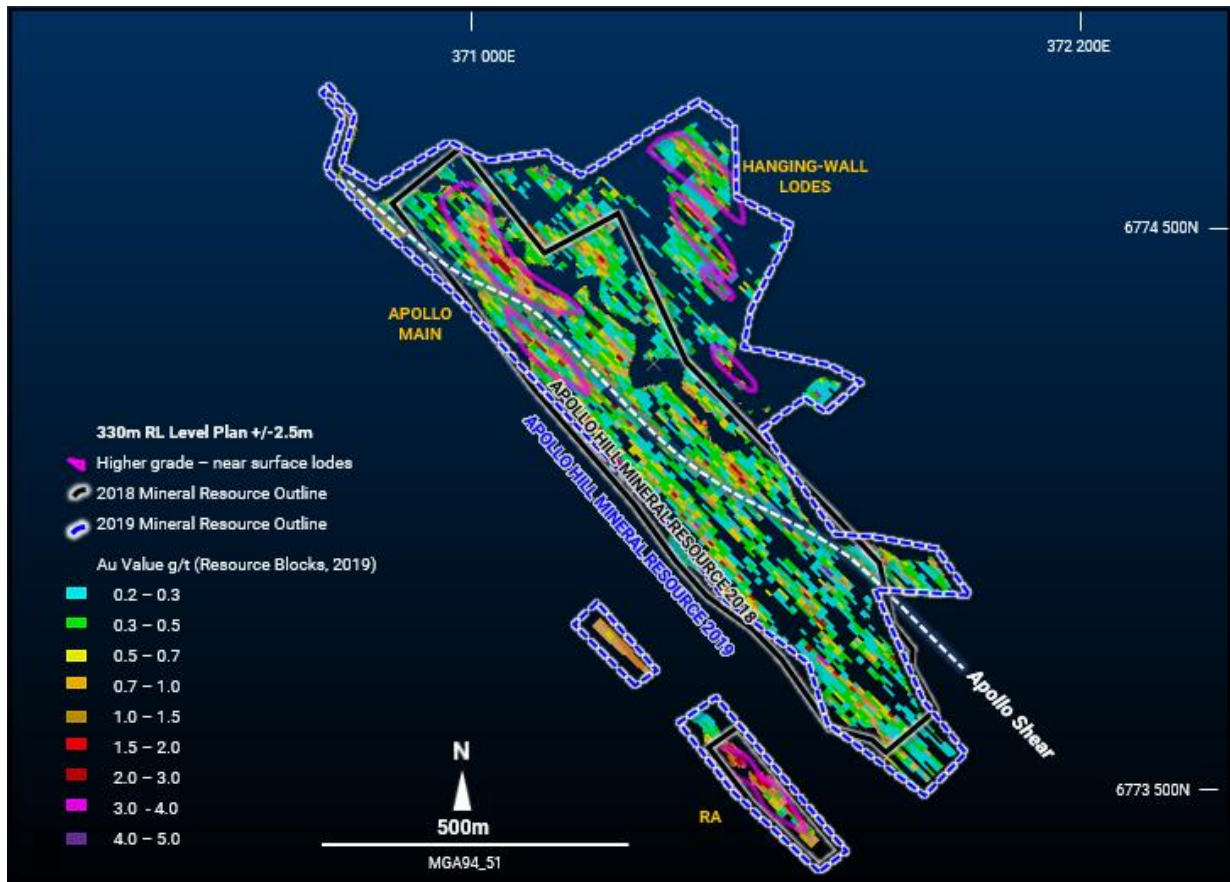 371 000E
372 200E
HANGING-WALL
LODES
6774 500N
APOLLO
MAIN
330m RL Level Plan +/-2.5m
Higher grade – near surface lodes
2018 Mineral Resource Outline
2019 Mineral Resource Outline
Au Value g/t (Resource Blocks, 2019)
0.2 – 0.3
0.3 – 0.5
0.5 – 0.7
0.7 – 1.0
1.0 – 1.5
1.5 – 2.0
2.0 – 3.0
3.0 - 4.0
4.0 – 5.0
APOLLO HILL MINERAL RESOURCE 2018
APOLLO HILL MINERAL RESOURCE 2019
Apollo Shear
N
500m
MGA94_51
RA
6773 500N